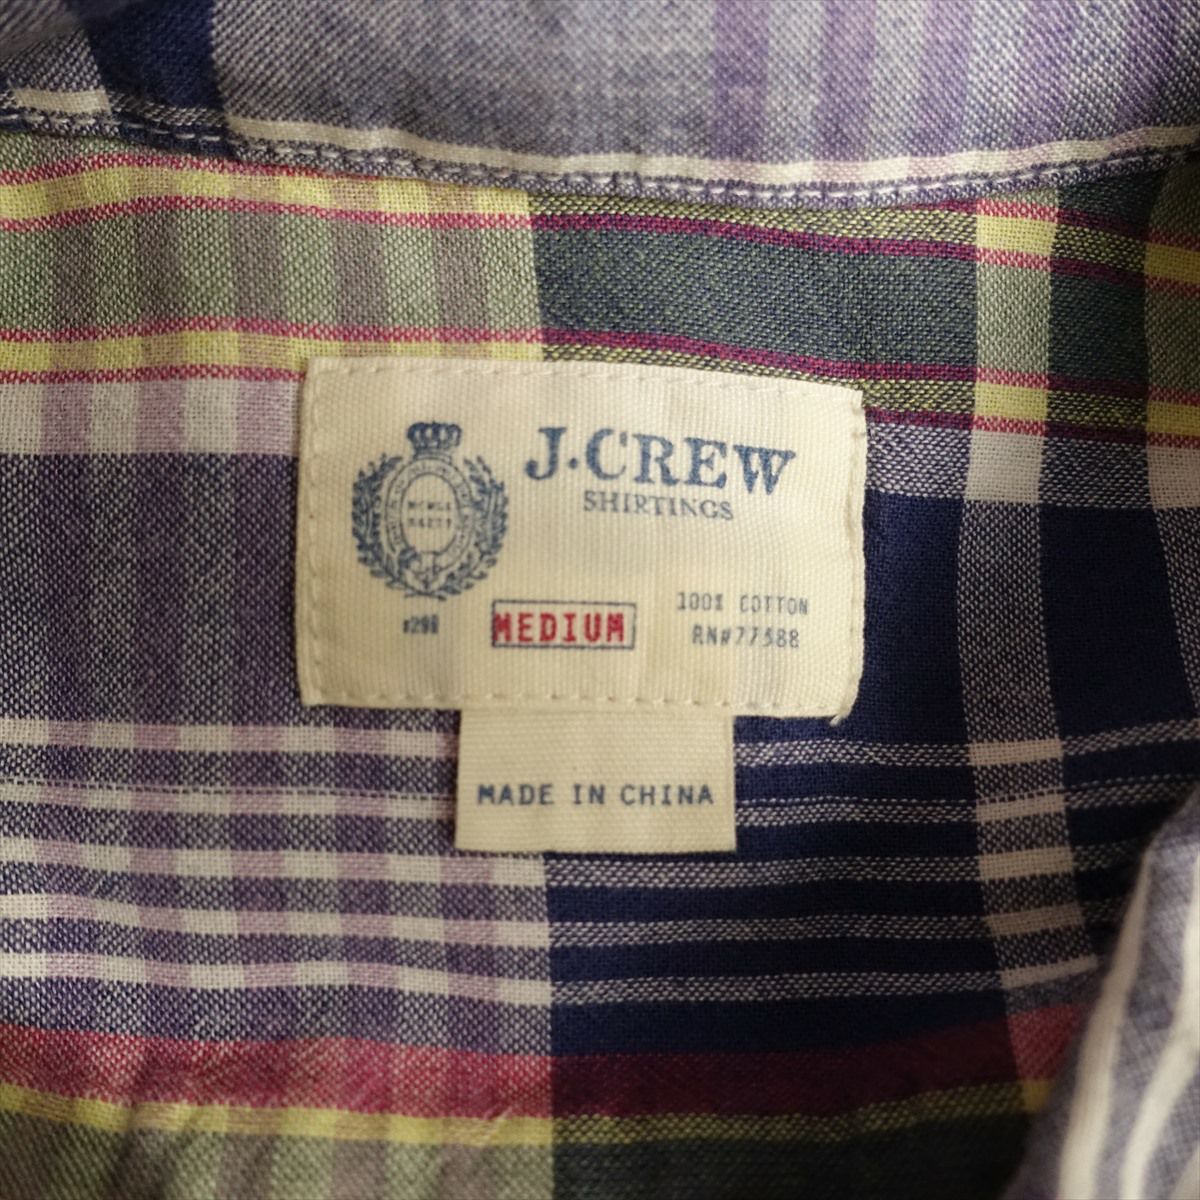 J.CREW
SHIRTINGS
MEDIUM
100% COTTON
RN#77388
MADE IN CHINA